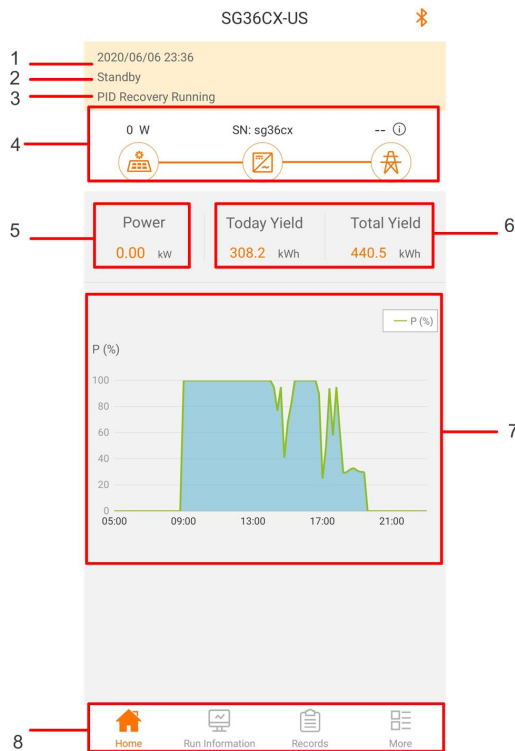 SG36CX-US
1 2020/06/06 23:36
2 Standby
3 PID Recovery Running
4
0 W SN: sg36cx --
5
Power Today Yield Total Yield
6
0.00 kW 308.2 kWh 440.5 kWh
P (%)
P (%)
100
80
60
40
20
0
7
05:00 09:00 13:00 17:00 21:00
8
Home Run Information Records More